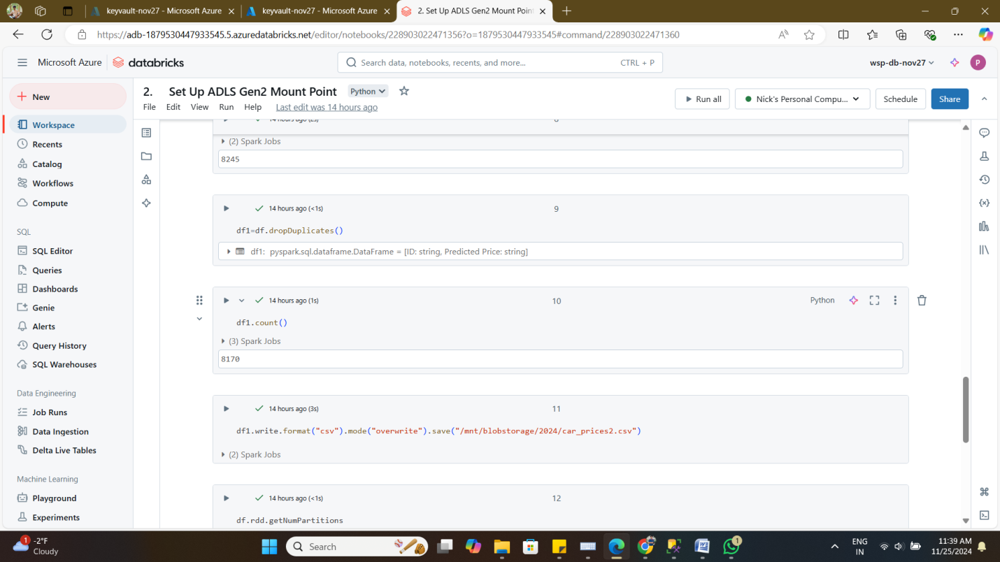 keyvault-nov27 - Microsoft Azure
keyvault-nov27 - Microsoft Azure
2. Set Up ADLS Gen2 Mount Point
https://adb-1879530447933545.5.azuredatabricks.net/editor/notebooks/228903022471356?o=1879530447933545#command/228903022471360
Microsoft Azure
databricks
Search data, notebooks, recents, and more...
CTRL + P
wsp-db-nov27
P
New
Workspace
Recents
Catalog
Workflows
Compute
SQL
SQL Editor
Queries
Dashboards
Genie
Alerts
Query History
SQL Warehouses
Data Engineering
Job Runs
Data Ingestion
Delta Live Tables
Machine Learning
Playground
Experiments
2. Set Up ADLS Gen2 Mount Point
Python
File Edit View Run Help Last edit was 14 hours ago
Run all
Nick's Personal Compu...
Schedule
Share
14 hours ago (2s)
8
(2) Spark Jobs
8245
14 hours ago (<1s)
9
df1=df.dropDuplicates()
df1: pyspark.sql.dataframe.DataFrame = [ID: string, Predicted Price: string]
14 hours ago (1s)
10
Python
df1.count()
(3) Spark Jobs
8170
14 hours ago (3s)
11
df1.write.format("csv").mode("overwrite").save("/mnt/blobstorage/2024/car_prices2.csv")
(2) Spark Jobs
14 hours ago (<1s)
12
df.rdd.getNumPartitions
1
-2°F
Cloudy
Search
1
ENG
IN
11:39 AM
11/25/2024